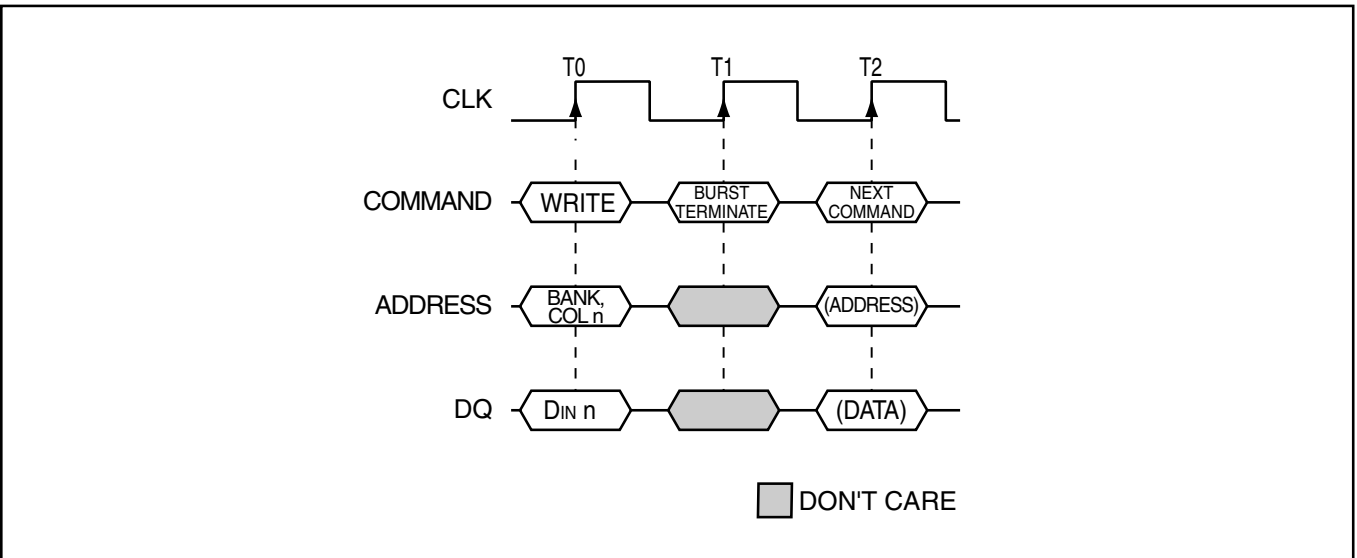 T0 T1 T2
CLK
COMMAND WRITE BURST TERMINATE NEXT COMMAND
ADDRESS BANK, COL n (ADDRESS)
DQ DIN n (DATA)
DON'T CARE